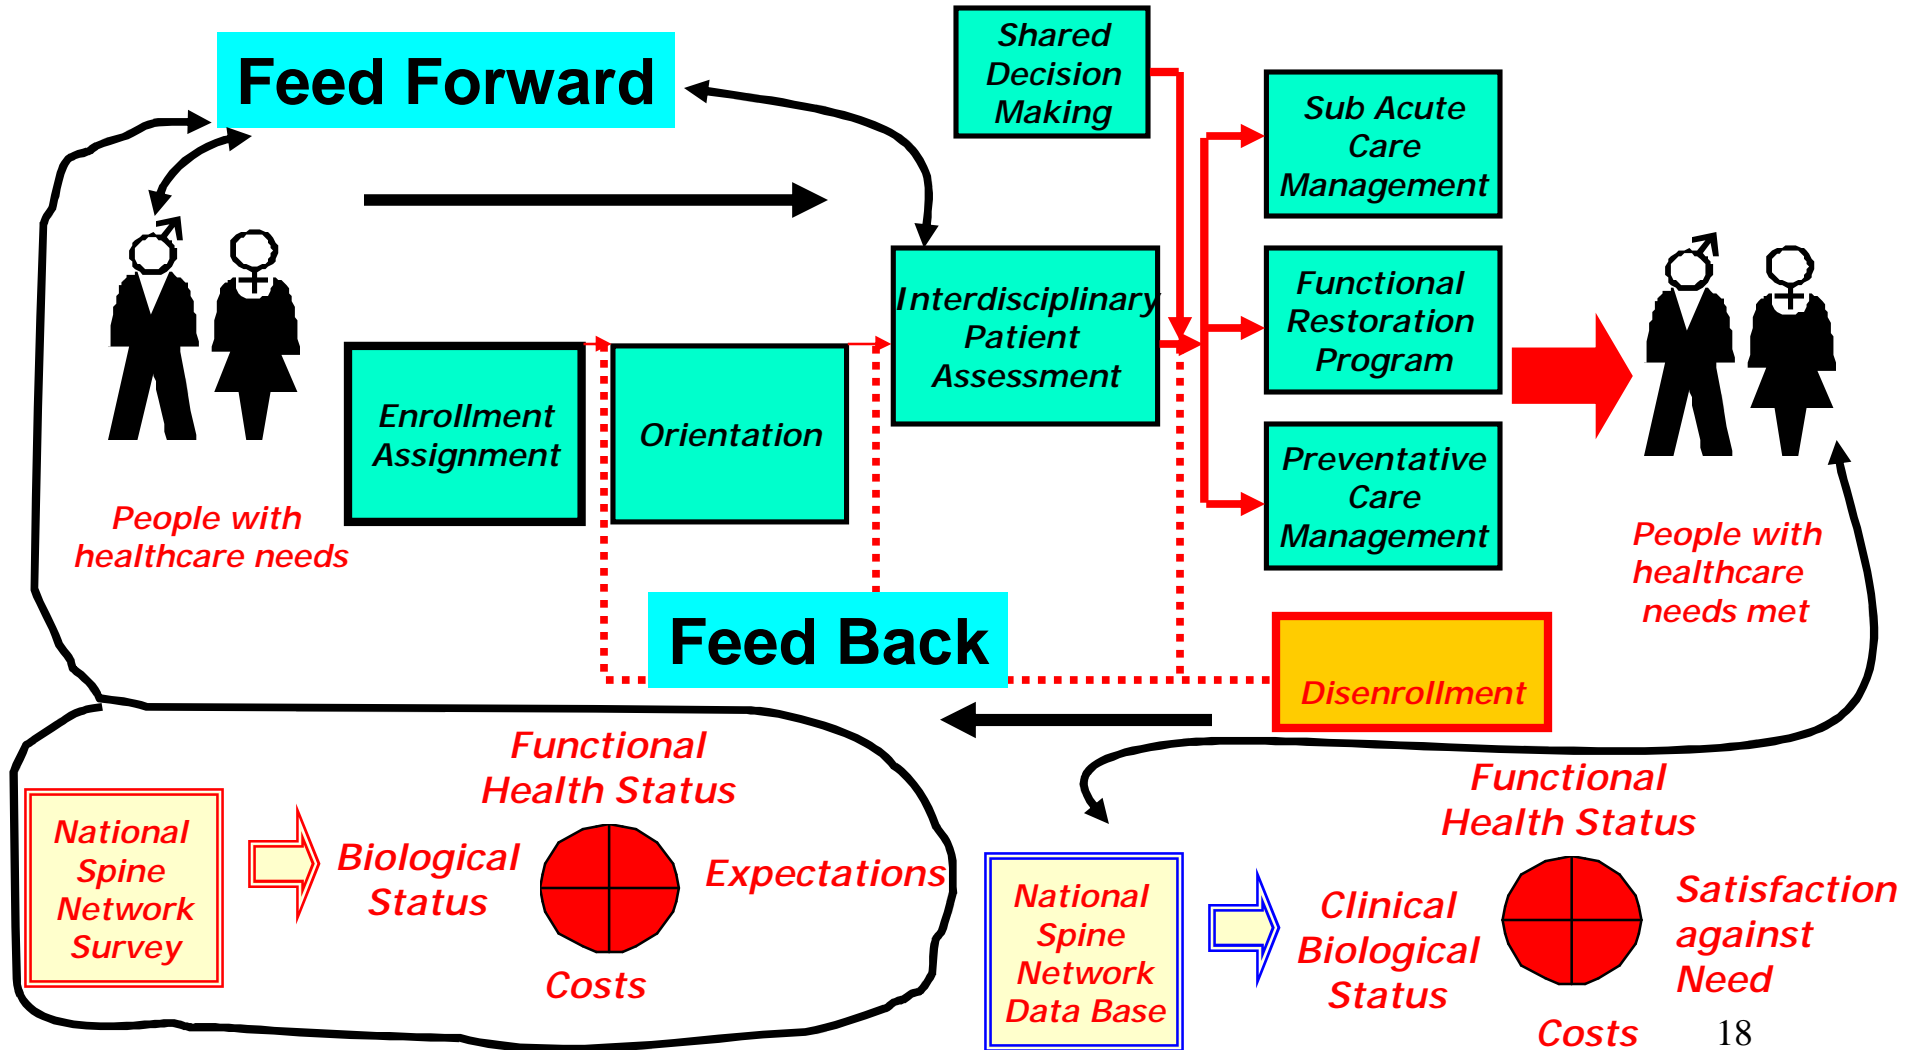 Feed Forward
Shared
Decision
Making
Sub Acute
Care
Management
Interdisciplinary
Patient
Assessment
Functional
Restoration
Program
Enrollment
Assignment
Orientation
Preventative
Care
Management
People with
healthcare needs
People with
healthcare
needs met
Feed Back
Disenrollment
National
Spine
Network
Survey
Functional
Health Status
Biological
Status
Expectations
Costs
National
Spine
Network
Data Base
Functional
Health Status
Clinical
Biological
Status
Satisfaction
against
Need
Costs
18